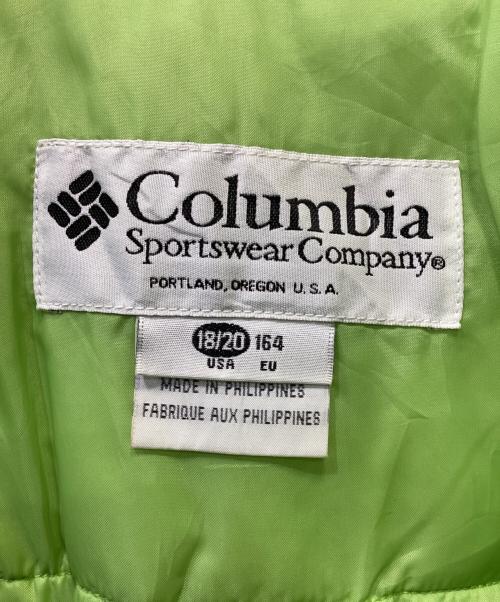 Columbia
Sportswear Company®
PORTLAND, OREGON U.S.A.
18/20 164
USA EU
MADE IN PHILIPPINES
FABRIQUE AUX PHILIPPINES